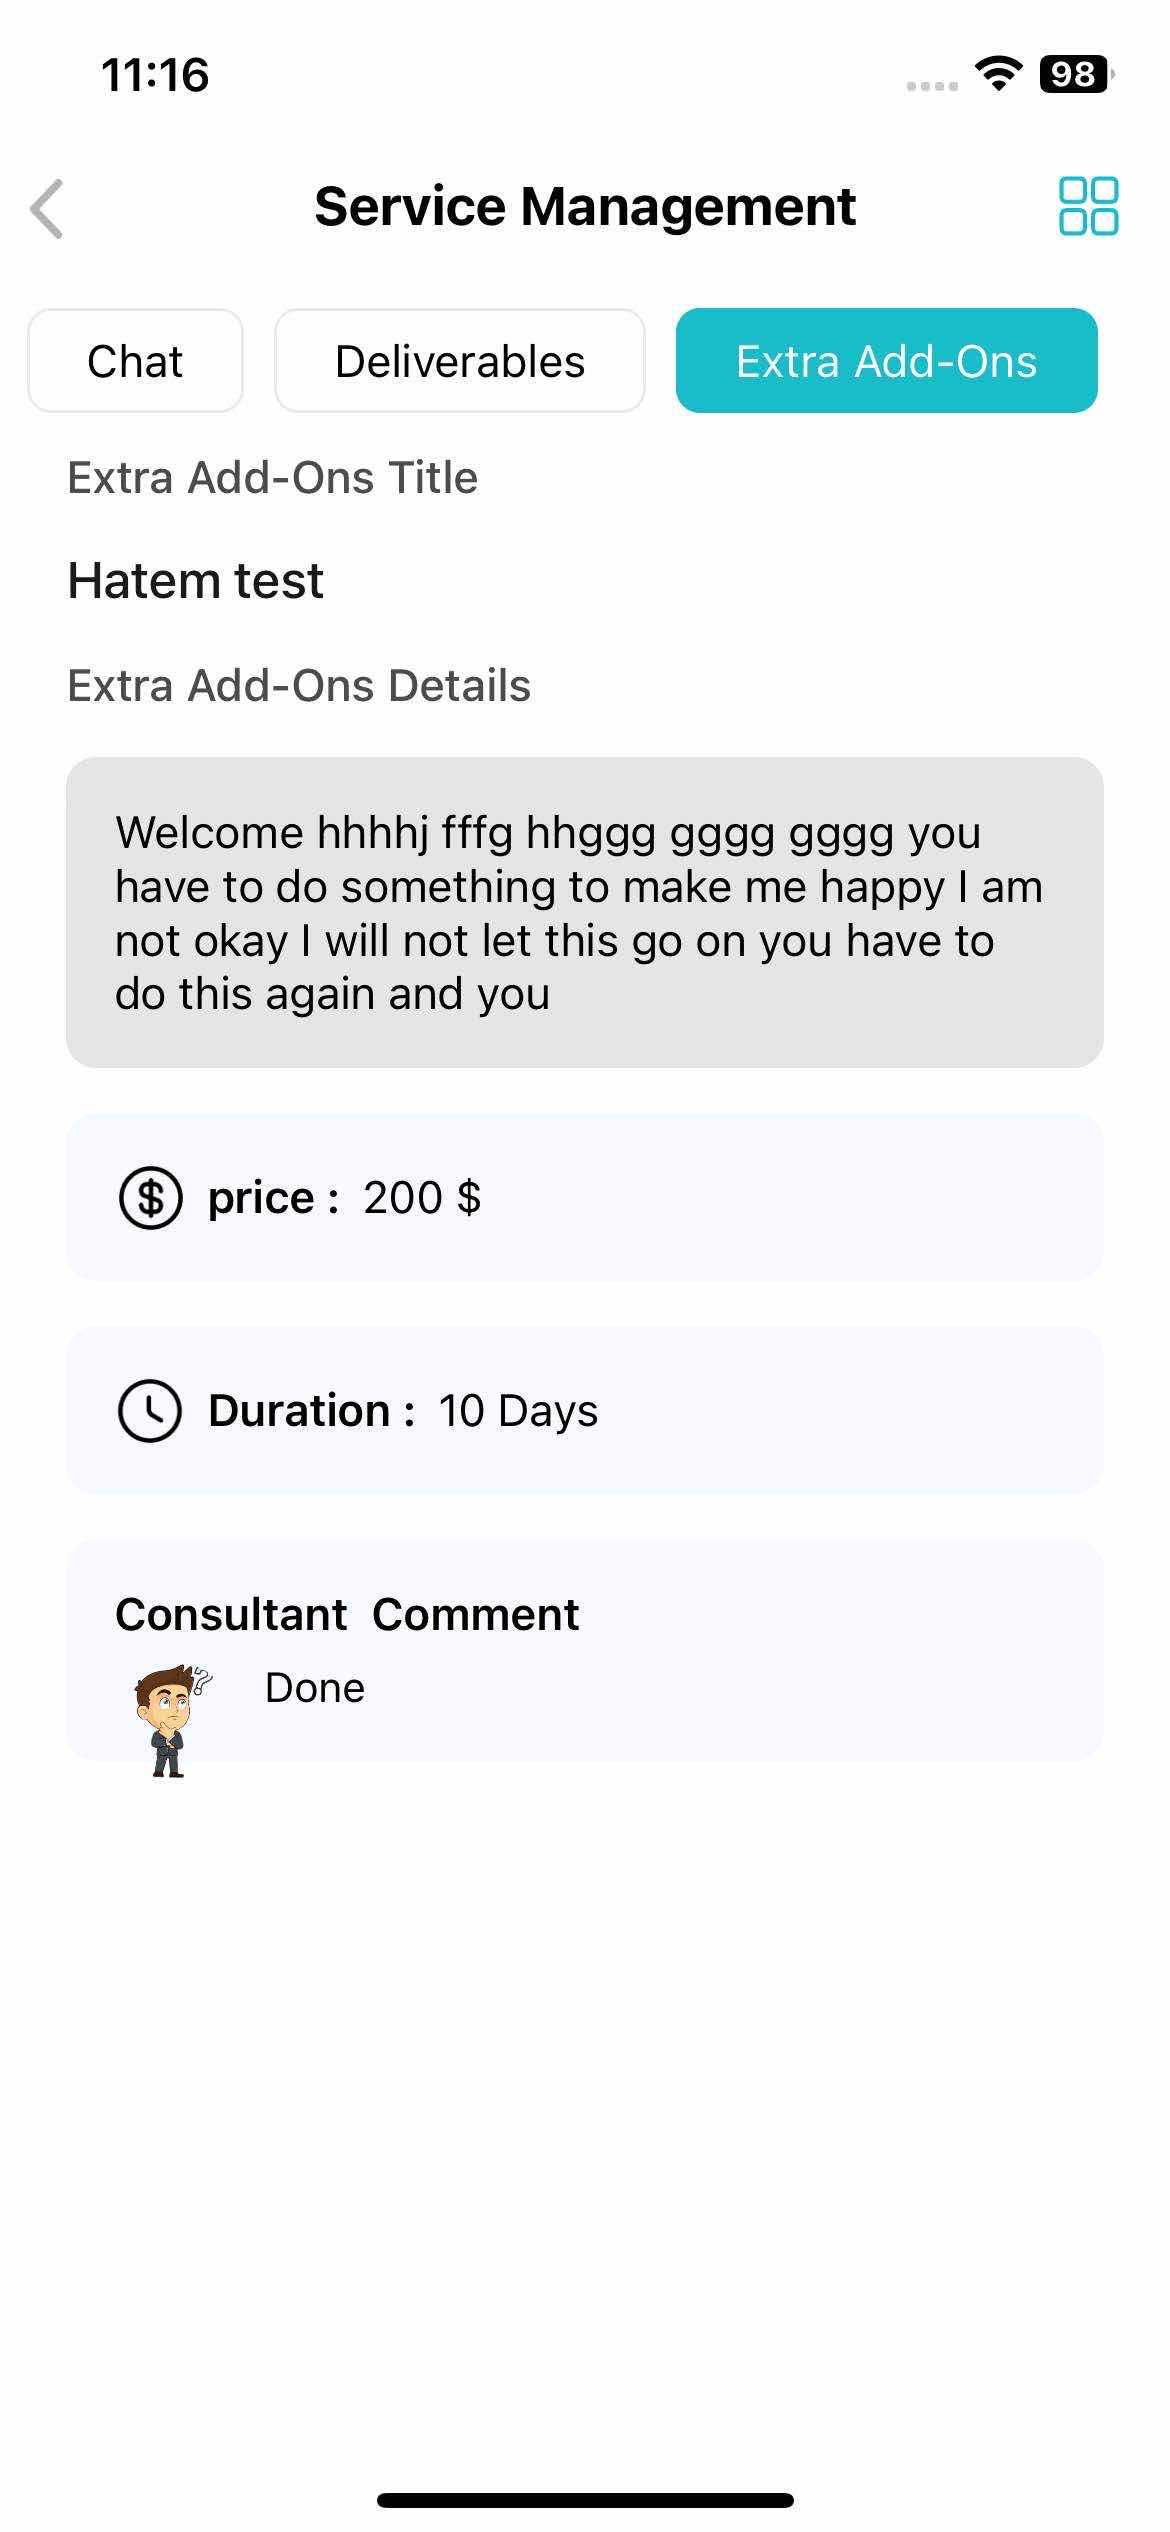 11:16
98
Service Management
Chat
Deliverables
Extra Add-Ons
Extra Add-Ons Title
Hatem test
Extra Add-Ons Details
Welcome hhhhj fffg hhggg gggg gggg you
have to do something to make me happy I am
not okay I will not let this go on you have to
do this again and you
$ price : 200 $
Duration : 10 Days
Consultant Comment
? Done